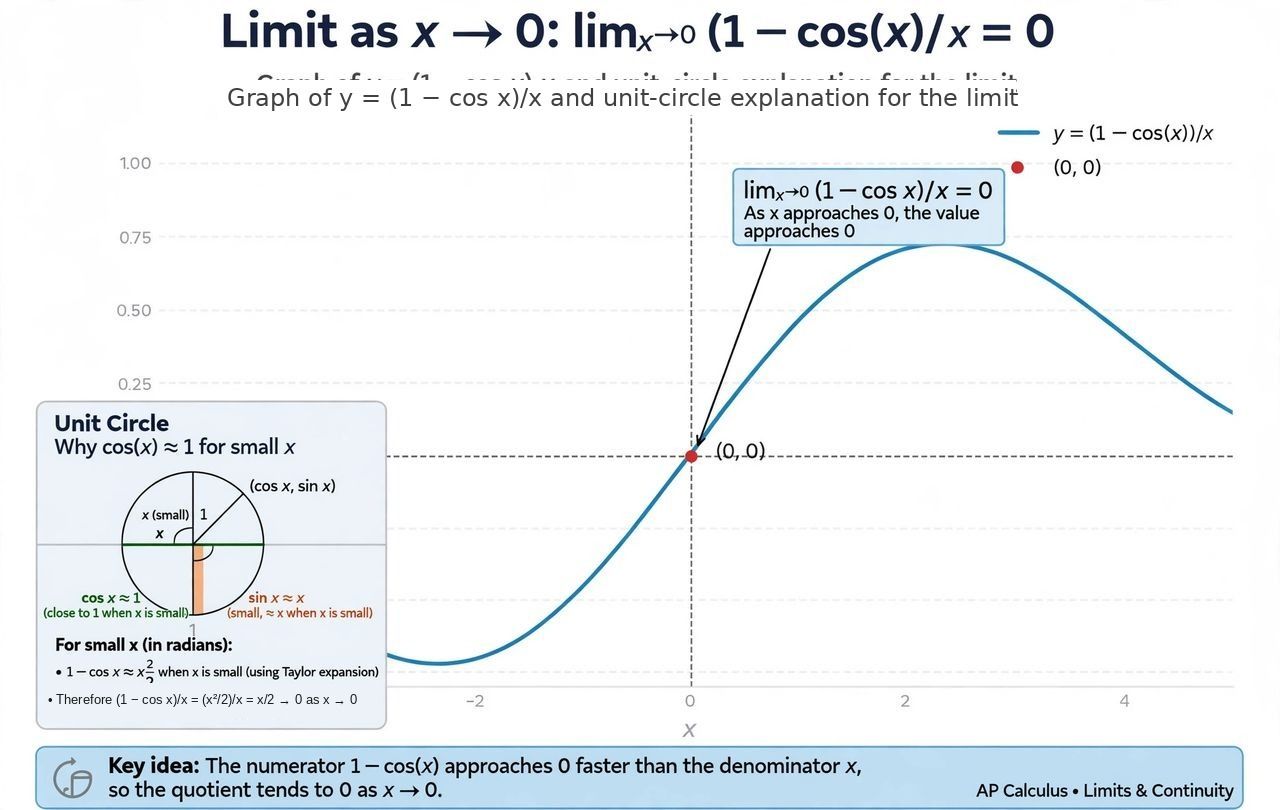 Limit as x → 0: limₓ→₀ (1 − cos(x)/x = 0
Graph of y = (1 − cos x)/x and unit-circle explanation for the limit
y = (1 − cos(x))/x
(0, 0)
1.00
0.75
0.50
0.25
limₓ→₀ (1 − cos x)/x = 0
As x approaches 0, the value
approaches 0
(0, 0)
Unit Circle
Why cos(x) ≈ 1 for small x
(cos x, sin x)
x (small)
1
x
cos x ≈ 1
(close to 1 when x is small)
sin x ≈ x
(small, ≈ x when x is small)
1
For small x (in radians):
• 1 − cos x ≈ x 2/2 when x is small (using Taylor expansion)
• Therefore (1 − cos x)/x = (x²/2)/x = x/2 → 0 as x → 0
−2
0
2
4
x
Key idea: The numerator 1 − cos(x) approaches 0 faster than the denominator x,
so the quotient tends to 0 as x → 0.
AP Calculus • Limits & Continuity